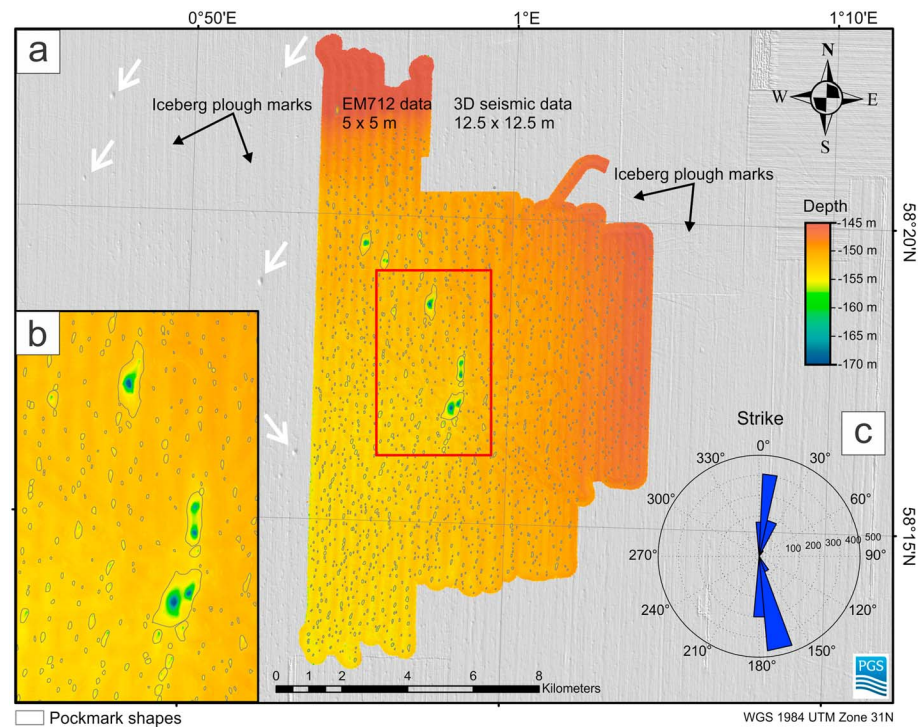 0°50'E
1°E
1°10'E
a
N
W
E
S
Iceberg plough marks
EM712 data
5 x 5 m
3D seismic data
12.5 x 12.5 m
Iceberg plough marks
Depth
-145 m
-150 m
-155 m
-160 m
-165 m
-170 m
58°20'N
b
Strike
c
0°
330°
30°
300°
60°
270°
100 200 300 400 500
90°
240°
120°
210°
150°
180°
58°15'N
PGS
0 1 2 4 6 8
Kilometers
Pockmark shapes
WGS 1984 UTM Zone 31N